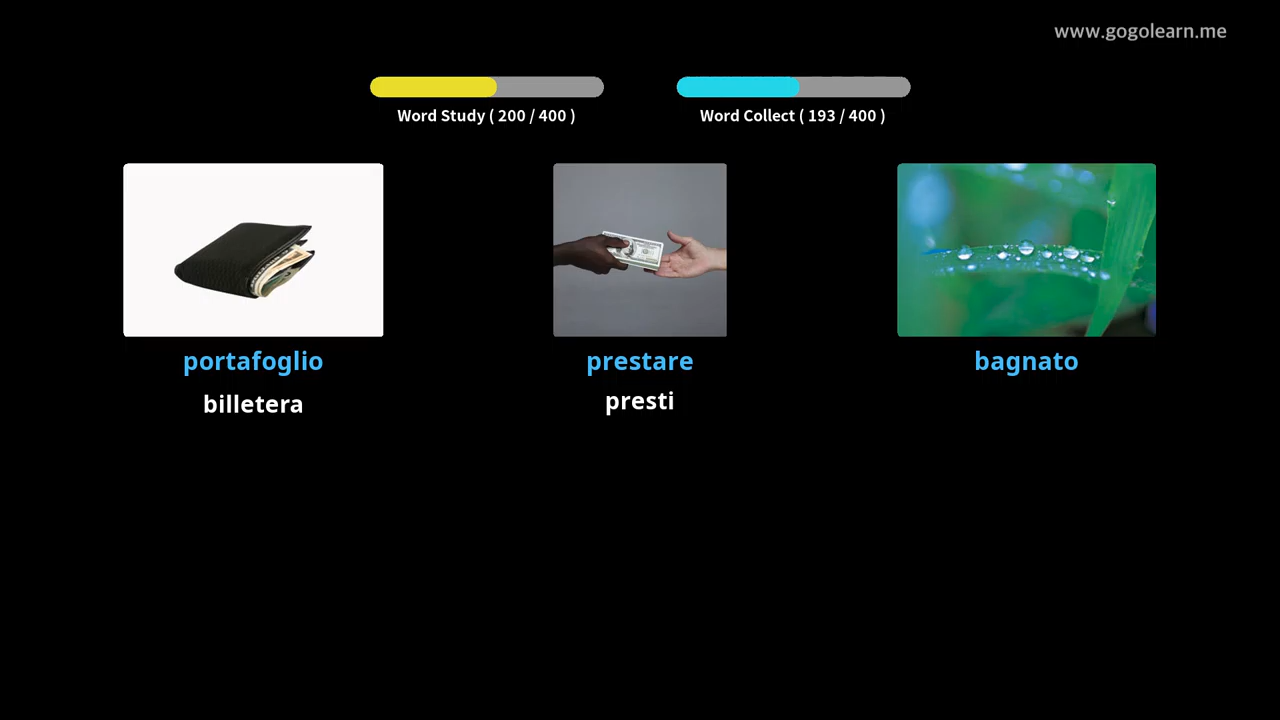 www.gogolearn.me
Word Study ( 200 / 400 )
Word Collect ( 193 / 400 )
portafoglio
prestare
bagnato
billetera
presti